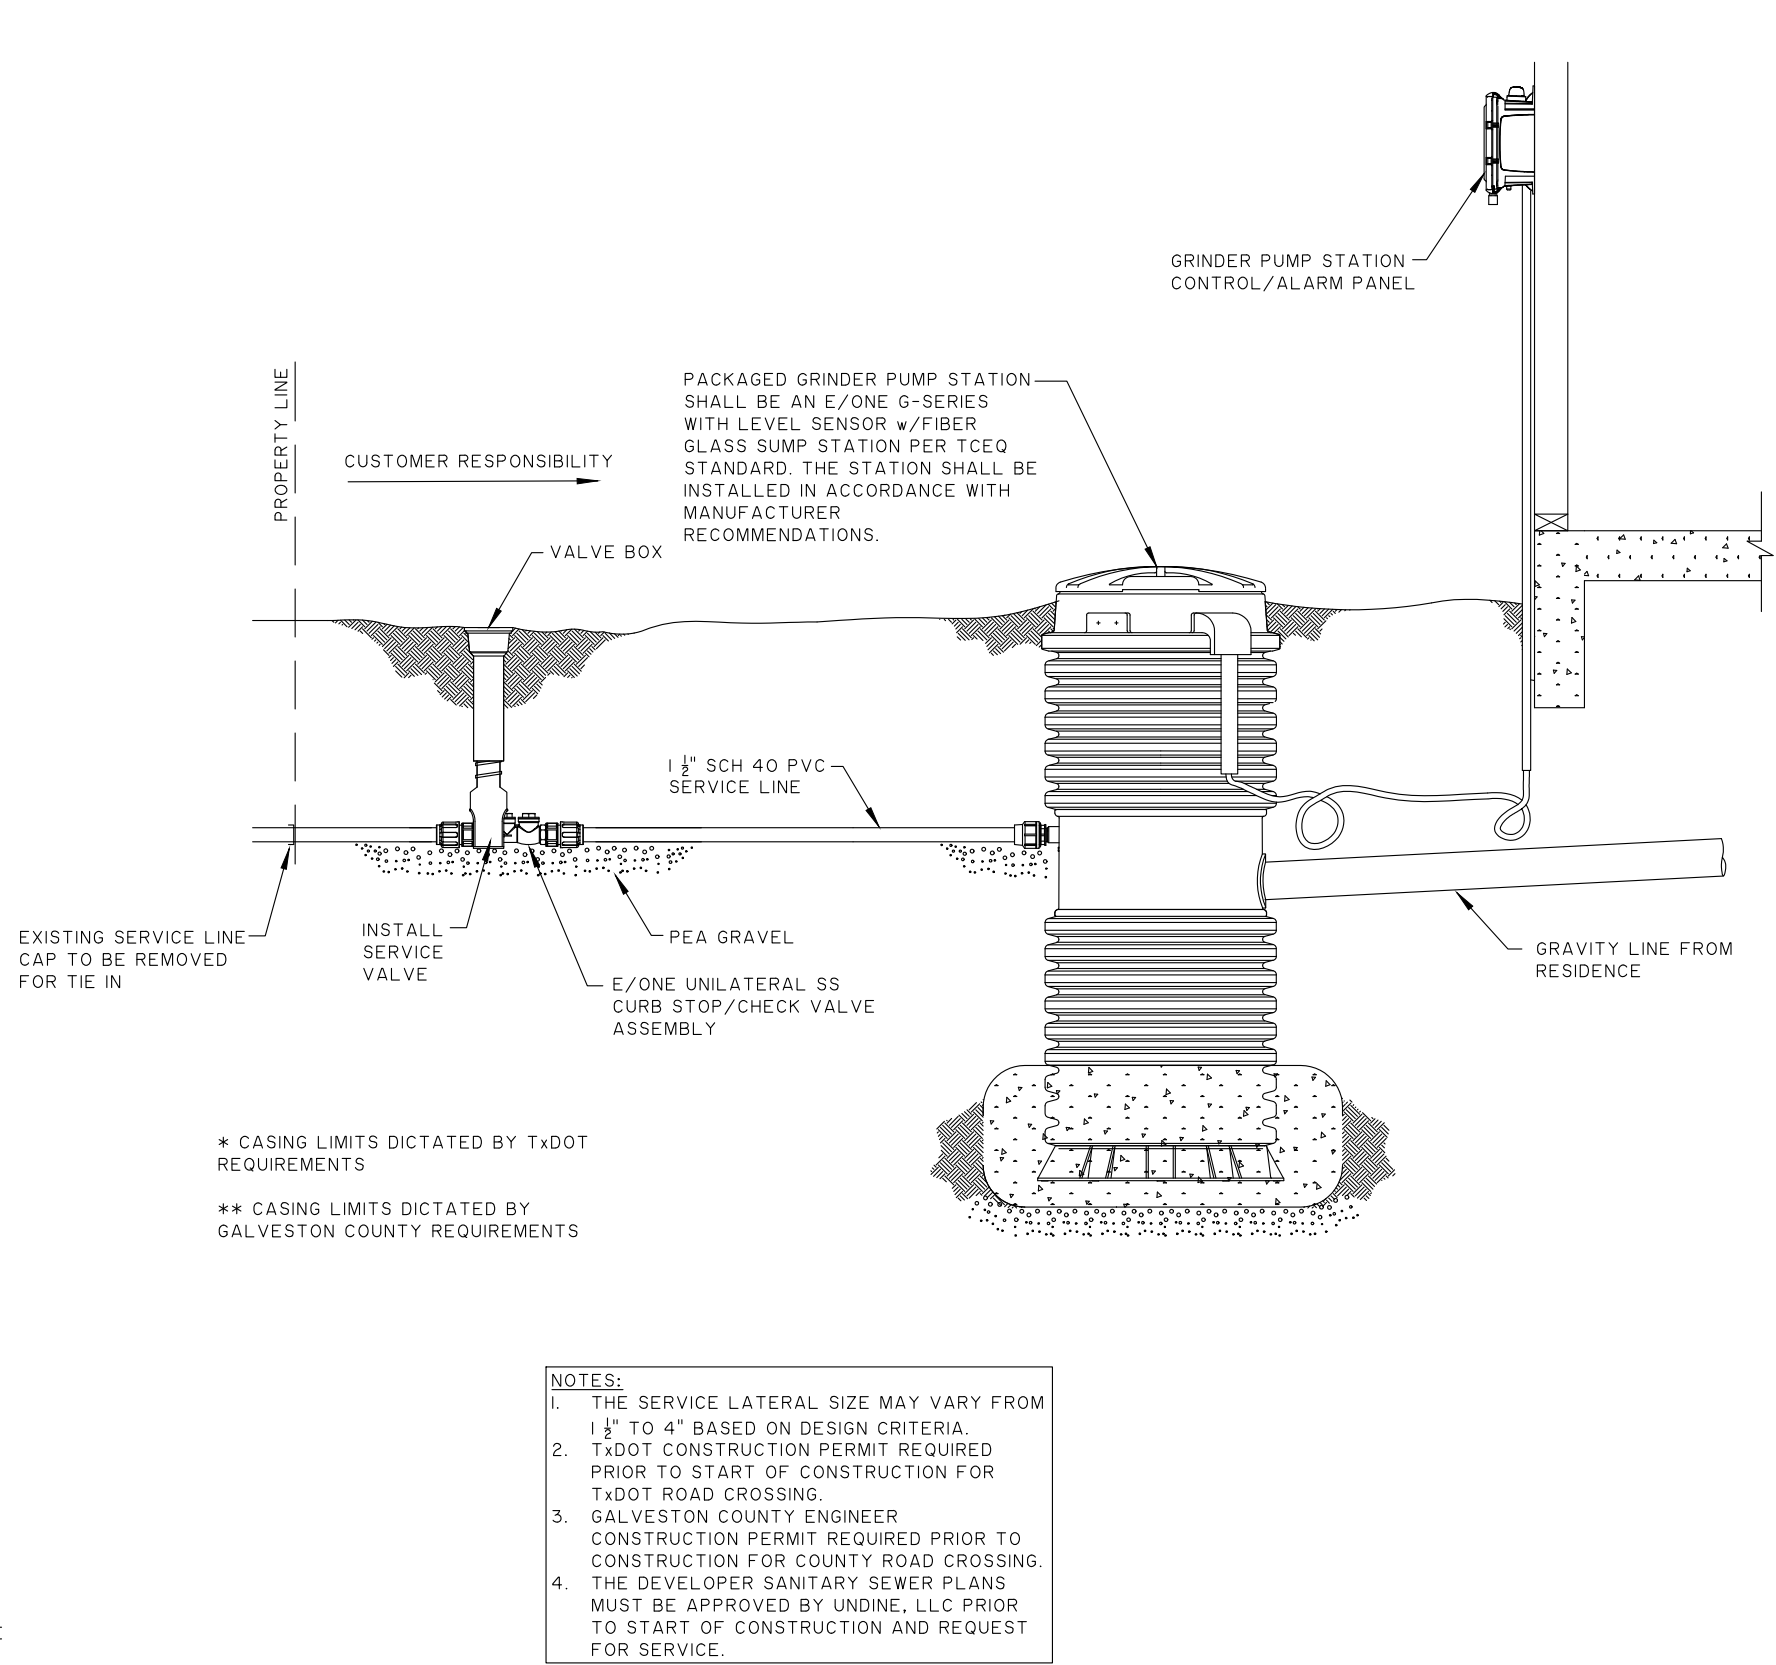 GRINDER PUMP STATION
CONTROL/ALARM PANEL
PROPERTY LINE
CUSTOMER RESPONSIBILITY
PACKAGED GRINDER PUMP STATION
SHALL BE AN E/ONE G-SERIES
WITH LEVEL SENSOR w/FIBER
GLASS SUMP STATION PER TCEQ
STANDARD. THE STATION SHALL BE
INSTALLED IN ACCORDANCE WITH
MANUFACTURER
RECOMMENDATIONS.
VALVE BOX
1 1/2" SCH 40 PVC
SERVICE LINE
EXISTING SERVICE LINE
CAP TO BE REMOVED
FOR TIE IN
INSTALL
SERVICE
VALVE
PEA GRAVEL
E/ONE UNILATERAL SS
CURB STOP/CHECK VALVE
ASSEMBLY
GRAVITY LINE FROM
RESIDENCE
* CASING LIMITS DICTATED BY TxDOT
REQUIREMENTS
** CASING LIMITS DICTATED BY
GALVESTON COUNTY REQUIREMENTS
NOTES:
1. THE SERVICE LATERAL SIZE MAY VARY FROM
1 1/2" TO 4" BASED ON DESIGN CRITERIA.
2. TxDOT CONSTRUCTION PERMIT REQUIRED
PRIOR TO START OF CONSTRUCTION FOR
TxDOT ROAD CROSSING.
3. GALVESTON COUNTY ENGINEER
CONSTRUCTION PERMIT REQUIRED PRIOR TO
CONSTRUCTION FOR COUNTY ROAD CROSSING.
4. THE DEVELOPER SANITARY SEWER PLANS
MUST BE APPROVED BY UNDINE, LLC PRIOR
TO START OF CONSTRUCTION AND REQUEST
FOR SERVICE.